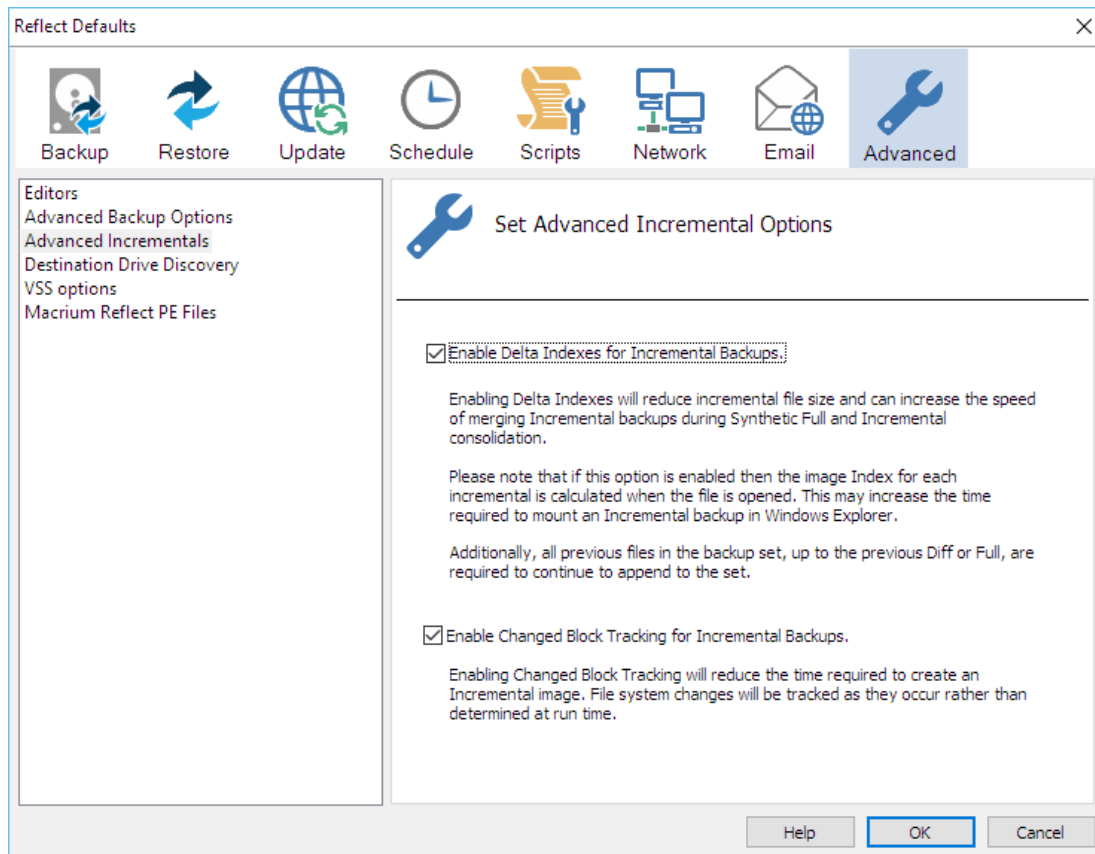 Reflect Defaults
Backup
Restore
Update
Schedule
Scripts
Network
Email
Advanced
Editors
Advanced Backup Options
Advanced Incrementals
Destination Drive Discovery
VSS options
Macrium Reflect PE Files
Set Advanced Incremental Options
Enable Delta Indexes for Incremental Backups.
Enabling Delta Indexes will reduce incremental file size and can increase the speed
of merging Incremental backups during Synthetic Full and Incremental
consolidation.
Please note that if this option is enabled then the image Index for each
incremental is calculated when the file is opened. This may increase the time
required to mount an Incremental backup in Windows Explorer.
Additionally, all previous files in the backup set, up to the previous Diff or Full, are
required to continue to append to the set.
Enable Changed Block Tracking for Incremental Backups.
Enabling Changed Block Tracking will reduce the time required to create an
Incremental image. File system changes will be tracked as they occur rather than
determined at run time.
Help
OK
Cancel